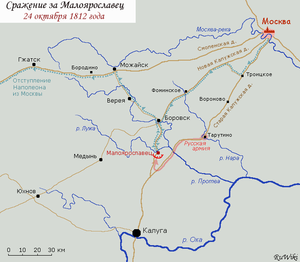 Сражение за Малоярославец
24 октября 1812 года
Москва
Москва-река
Смоленская д.
Гжатск
Бородино
Можайск
Новая Калужская д.
Троицкое
Отступление
Наполеона
из Москвы
Фоминское
Верея
Вороново
Старая Калужская д.
Боровск
Тарутино
р. Лужа
Русская
армия
Малоярославец
Медынь
р. Нара
р. Протва
Юхнов
Калуга
р. Ока
0 10 20 30 км
RuWiki